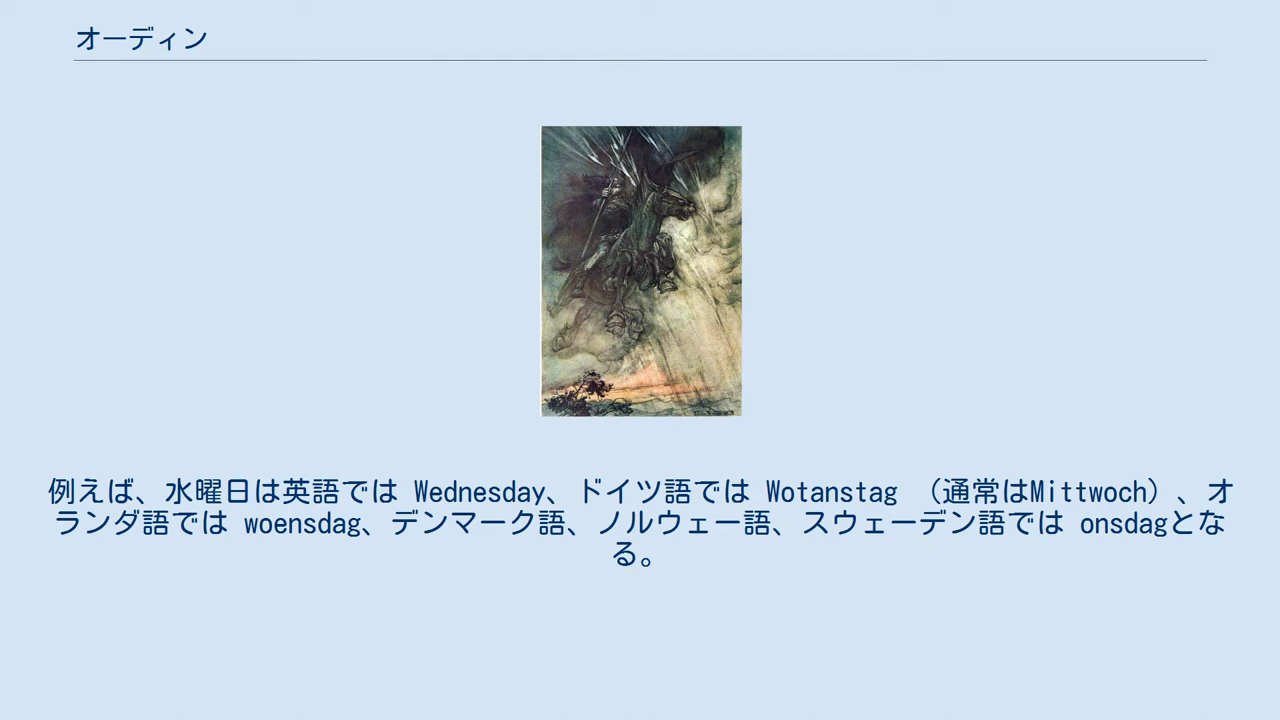 オーディン
例えば、水曜日は英語では Wednesday、ドイツ語では Wotanstag （通常はMittwoch）、オ
ランダ語では woensdag、デンマーク語、ノルウェー語、スウェーデン語では onsdagとな
る。